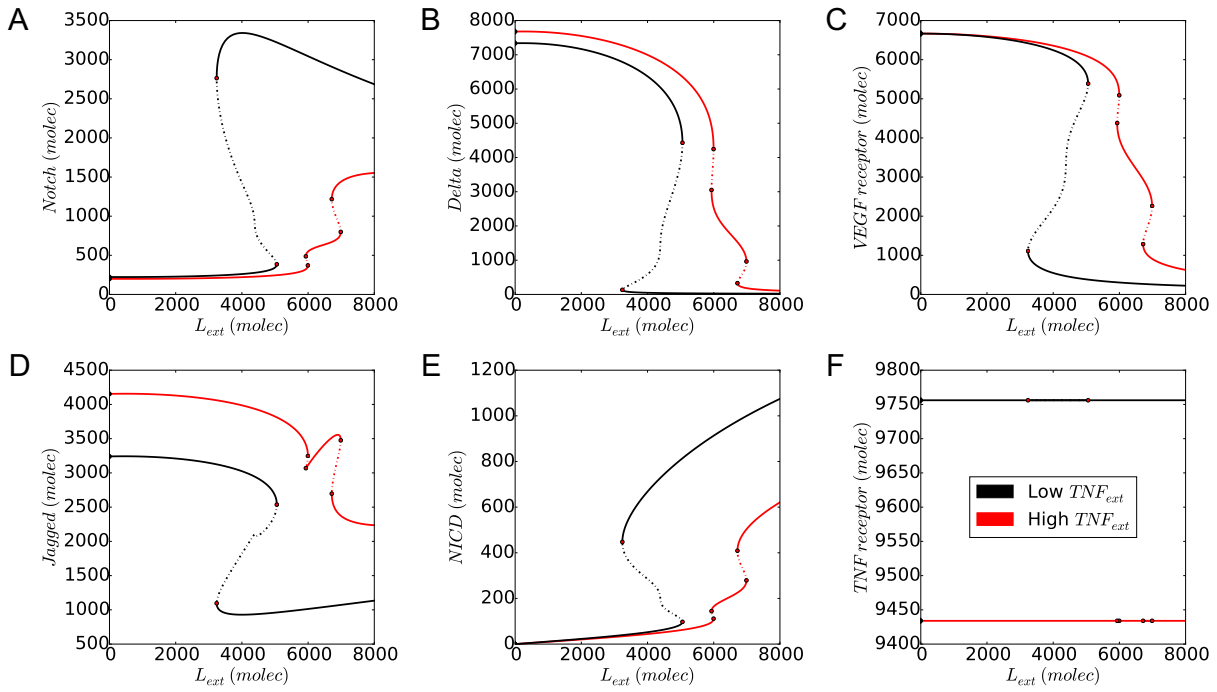 A
3500
3000
2500
2000
1500
1000
500
0
0 2000 4000 6000 8000
L_ext (molec)
Notch (molec)
B
8000
7000
6000
5000
4000
3000
2000
1000
0
0 2000 4000 6000 8000
L_ext (molec)
Delta (molec)
C
8000
7000
6000
5000
4000
3000
2000
1000
0
0 2000 4000 6000 8000
L_ext (molec)
VEGF receptor (molec)
D
4500
4000
3500
3000
2500
2000
1500
1000
500
0 2000 4000 6000 8000
L_ext (molec)
Jagged (molec)
E
1200
1000
800
600
400
200
0
0 2000 4000 6000 8000
L_ext (molec)
NICD (molec)
F
9800
9750
9700
9650
9600
9550
9500
9450
9400
0 2000 4000 6000 8000
L_ext (molec)
TNF receptor (molec)
Low TNF_ext
High TNF_ext